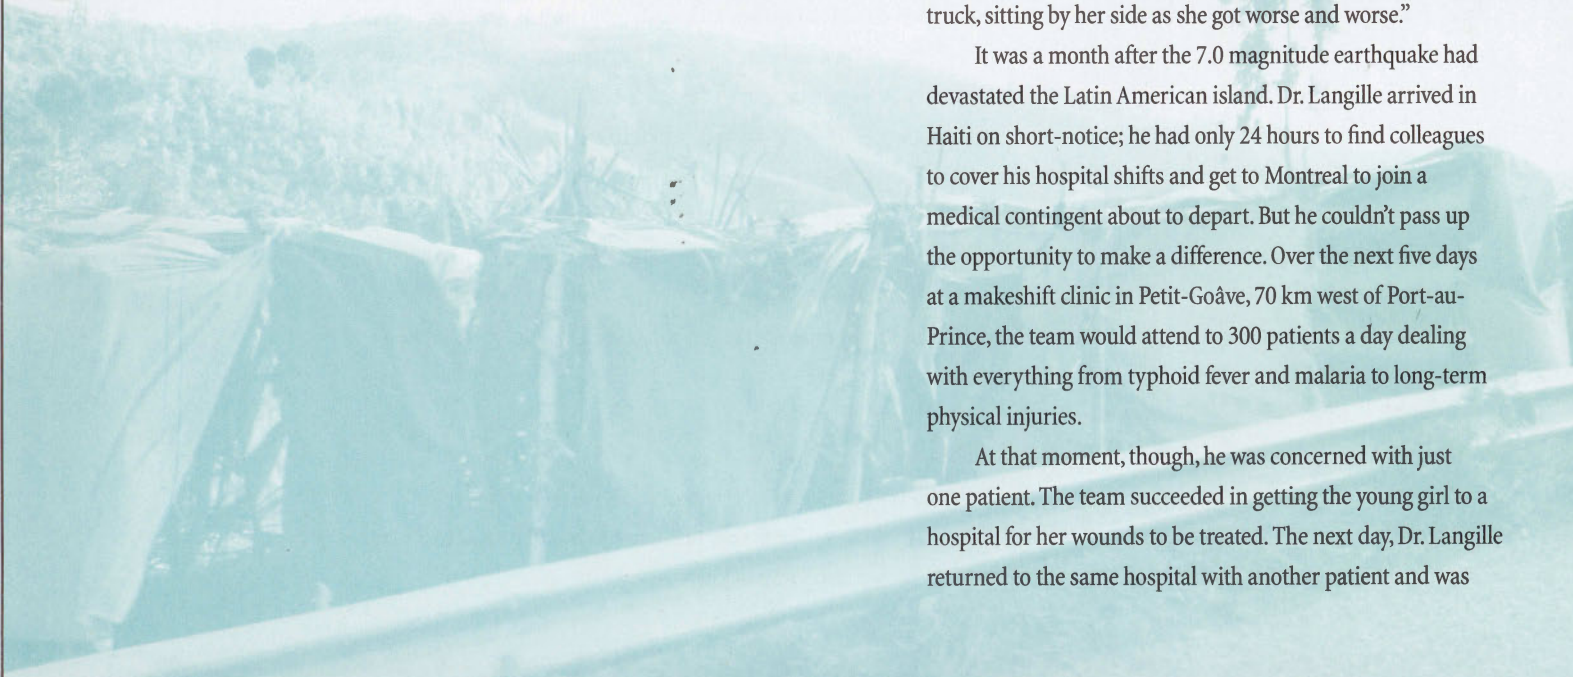 truck, sitting by her side as she got worse and worse.”
It was a month after the 7.0 magnitude earthquake had
devastated the Latin American island. Dr. Langille arrived in
Haiti on short-notice; he had only 24 hours to find colleagues
to cover his hospital shifts and get to Montreal to join a
medical contingent about to depart. But he couldn’t pass up
the opportunity to make a difference. Over the next five days
at a makeshift clinic in Petit-Goâve, 70 km west of Port-au-
Prince, the team would attend to 300 patients a day dealing
with everything from typhoid fever and malaria to long-term
physical injuries.
At that moment, though, he was concerned with just
one patient. The team succeeded in getting the young girl to a
hospital for her wounds to be treated. The next day, Dr. Langille
returned to the same hospital with another patient and was